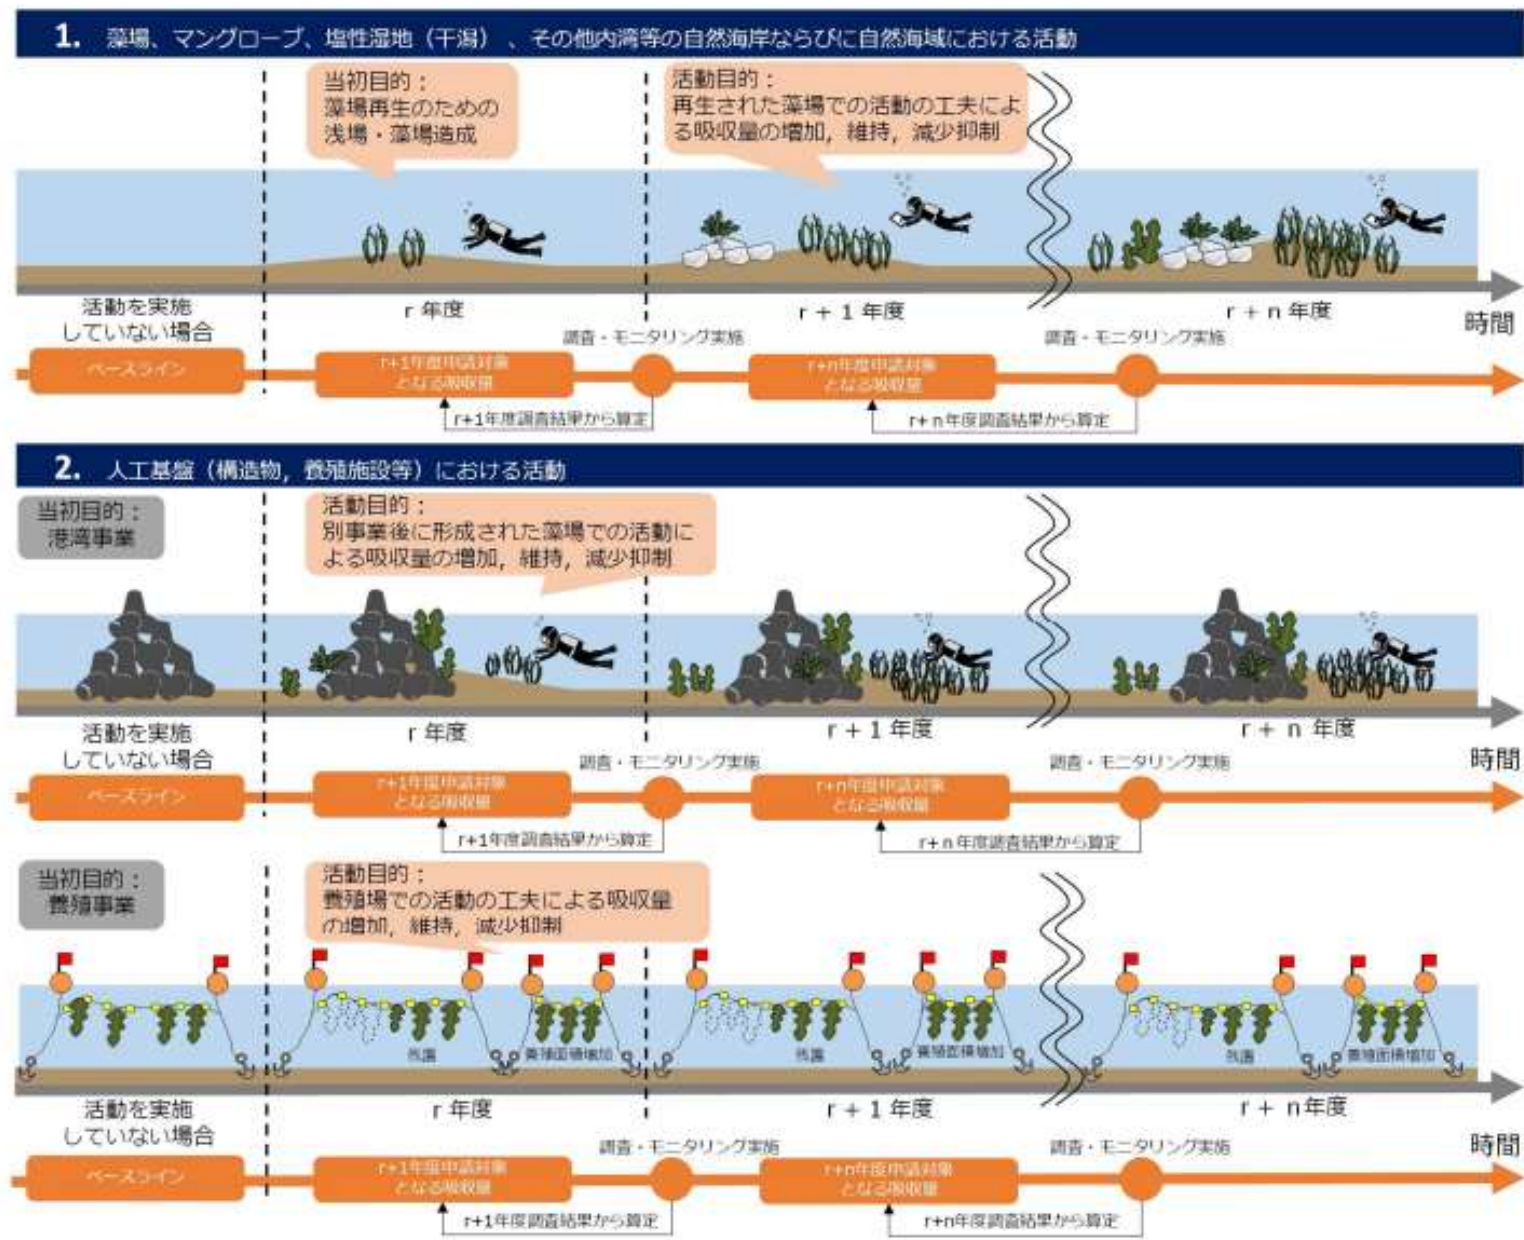 1. 藻場、マングローブ、塩性湿地（干潟）、その他内湾等の自然海岸ならびに自然海域における活動
当初目的：
藻場再生のための
浅場・藻場造成
活動目的：
再生された藻場での活動の工夫によ
る吸収量の増加，維持，減少抑制
活動を実施
していない場合
r 年度
r + 1 年度
r + n 年度
時間
調査・モニタリング実施
調査・モニタリング実施
ベースライン
r+1年度申請対象
となる吸収量
r+n年度申請対象
となる吸収量
r+1年度調査結果から算定
r+ n 年度調査結果から算定
2. 人工基盤（構造物，養殖施設等）における活動
当初目的：
港湾事業
活動目的：
別事業後に形成された藻場での活動に
よる吸収量の増加，維持，減少抑制
活動を実施
していない場合
r 年度
r + 1 年度
r + n 年度
時間
調査・モニタリング実施
調査・モニタリング実施
ベースライン
r+1年度申請対象
となる吸収量
r+n年度申請対象
となる吸収量
r+1年度調査結果から算定
r+ n 年度調査結果から算定
当初目的：
養殖事業
活動目的：
養殖場での活動の工夫による吸収量
の増加，維持，減少抑制
残置
養殖面積増加
残置
養殖面積増加
残置
養殖面積増加
活動を実施
していない場合
r 年度
r + 1 年度
r + n年度
時間
調査・モニタリング実施
調査・モニタリング実施
ベースライン
r+1年度申請対象
となる吸収量
r+n年度申請対象
となる吸収量
r+1年度調査結果から算定
r+n年度調査結果から算定